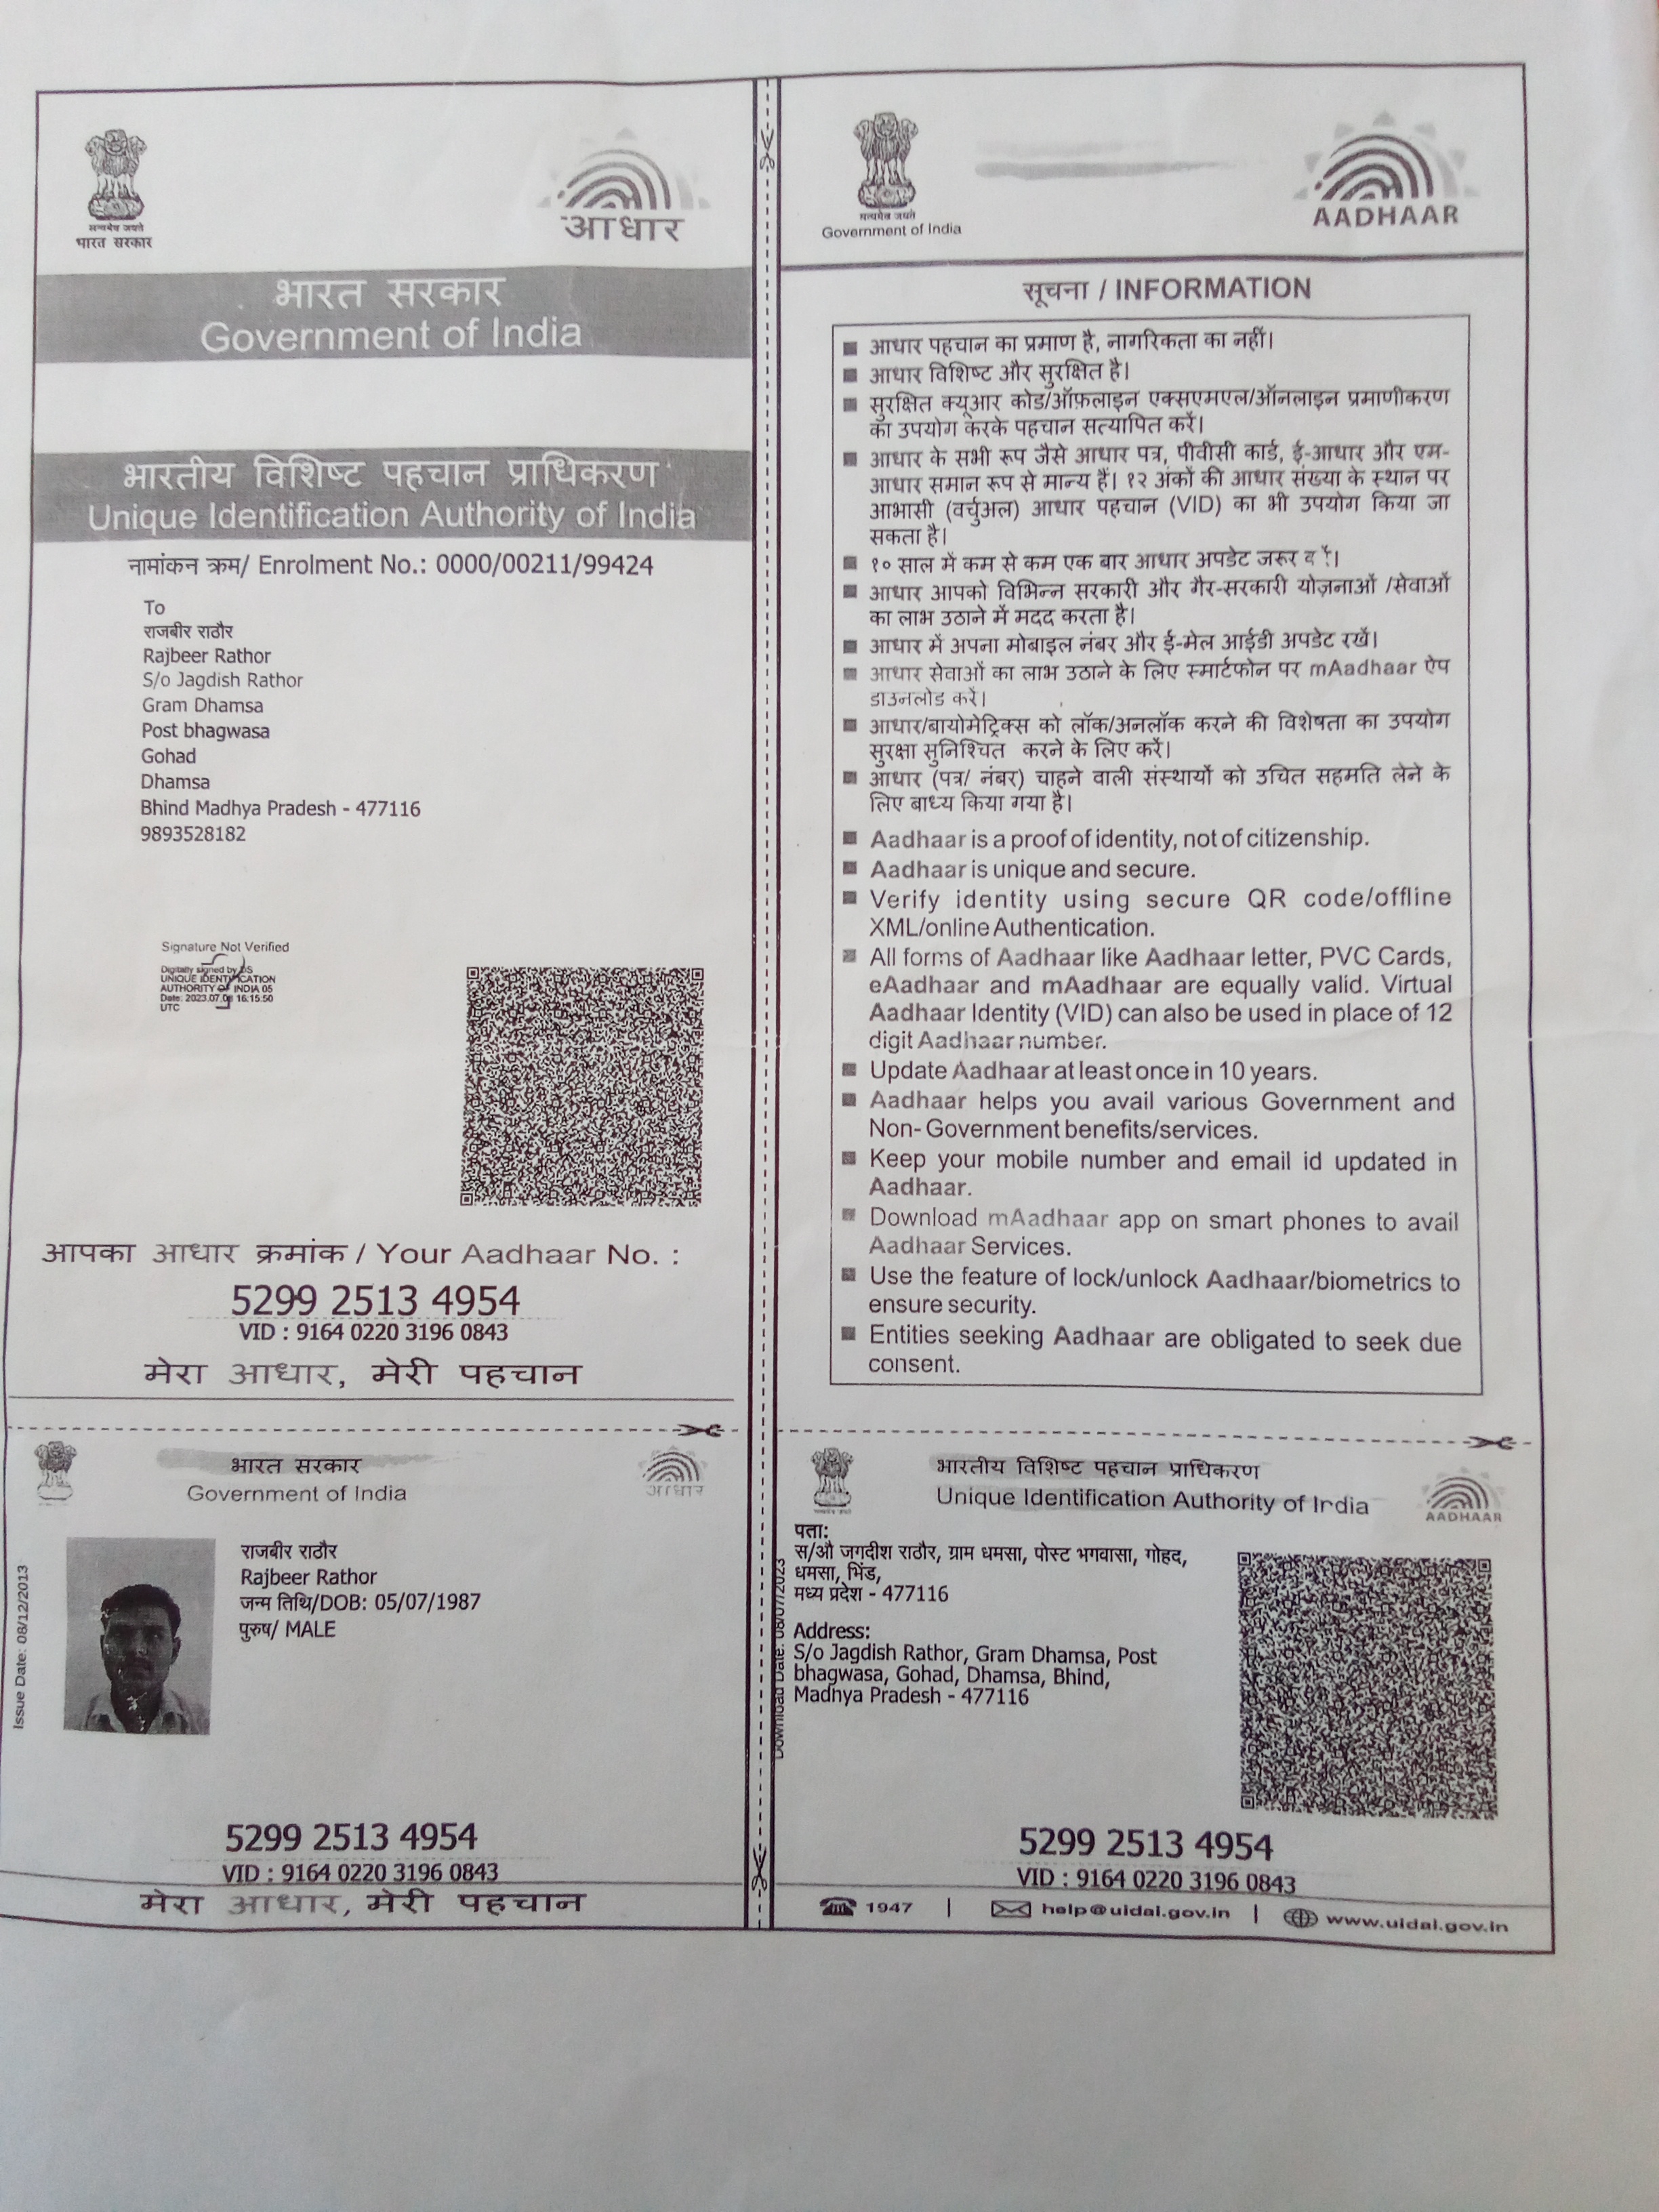 सत्यमेव जयते
भारत सरकार
आधार
भारत सरकार
Government of India
भारतीय विशिष्ट पहचान प्राधिकरण
Unique Identification Authority of India
नामांकन क्रम/ Enrolment No.: 0000/00211/99424
To
राजबीर राठौर
Rajbeer Rathor
S/o Jagdish Rathor
Gram Dhamsa
Post bhagwasa
Gohad
Dhamsa
Bhind Madhya Pradesh - 477116
9893528182
Signature Not Verified
Digitally signed by DS
UNIQUE IDENTIFICATION
AUTHORITY OF INDIA 05
Date: 2023.07.08 16:15:50
UTC
आपका आधार क्रमांक / Your Aadhaar No. :
5299 2513 4954
VID : 9164 0220 3196 0843
मेरा आधार, मेरी पहचान
सत्यमेव जयते
Government of India
AADHAAR
सूचना / INFORMATION
आधार पहचान का प्रमाण है, नागरिकता का नहीं।
आधार विशिष्ट और सुरक्षित है।
सुरक्षित क्यूआर कोड/ऑफ़लाइन एक्सएमएल/ऑनलाइन प्रमाणीकरण
का उपयोग करके पहचान सत्यापित करें।
आधार के सभी रूप जैसे आधार पत्र, पीवीसी कार्ड, ई-आधार और एम-
आधार समान रूप से मान्य हैं। १२ अंकों की आधार संख्या के स्थान पर
आभासी (वर्चुअल) आधार पहचान (VID) का भी उपयोग किया जा
सकता है।
१० साल में कम से कम एक बार आधार अपडेट जरूर
आधार आपको विभिन्न सरकारी और गैर-सरकारी योज़नाओं /सेवाओं
का लाभ उठाने में मदद करता है।
आधार में अपना मोबाइल नंबर और ई-मेल आईडी अपडेट रखें।
आधार सेवाओं का लाभ उठाने के लिए स्मार्टफोन पर mAadhaar ऐप
डाउनलोड करें।
आधार/बायोमेट्रिक्स को लॉक/अनलॉक करने की विशेषता का उपयोग
सुरक्षा सुनिश्चित करने के लिए करें।
आधार (पत्र/ नंबर) चाहने वाली संस्थायों को उचित सहमति लेने के
लिए बाध्य किया गया है।
Aadhaar is a proof of identity, not of citizenship.
Aadhaar is unique and secure.
Verify identity using secure QR code/offline
XML/online Authentication.
All forms of Aadhaar like Aadhaar letter, PVC Cards,
eAadhaar and mAadhaar are equally valid. Virtual
Aadhaar Identity (VID) can also be used in place of 12
digit Aadhaar number.
Update Aadhaar at least once in 10 years.
Aadhaar helps you avail various Government and
Non- Government benefits/services.
Keep your mobile number and email id updated in
Aadhaar.
Download mAadhaar app on smart phones to avail
Aadhaar Services.
Use the feature of lock/unlock Aadhaar/biometrics to
ensure security.
Entities seeking Aadhaar are obligated to seek due
consent.
भारत सरकार
Government of India
आधार
Issue Date: 08/12/2013
राजबीर राठौर
Rajbeer Rathor
जन्म तिथि/DOB: 05/07/1987
पुरुष/ MALE
5299 2513 4954
VID : 9164 0220 3196 0843
मेरा आधार, मेरी पहचान
भारतीय विशिष्ट पहचान प्राधिकरण
Unique Identification Authority of India
AADHAAR
Download Date: 08/07/2023
पता:
स/औ जगदीश राठौर, ग्राम धमसा, पोस्ट भगवासा, गोहद,
धमसा, भिंड,
मध्य प्रदेश - 477116
Address:
S/o Jagdish Rathor, Gram Dhamsa, Post
bhagwasa, Gohad, Dhamsa, Bhind,
Madhya Pradesh - 477116
5299 2513 4954
VID : 9164 0220 3196 0843
1947 | help@uidai.gov.in | www.uidai.gov.in